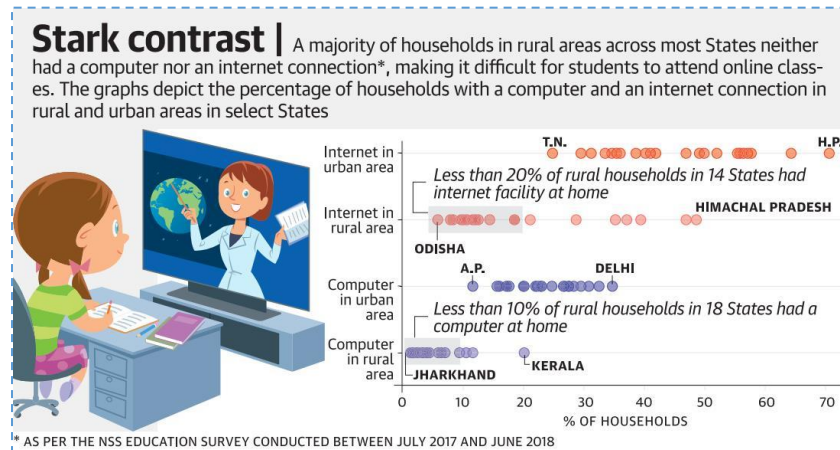 Stark contrast | A majority of households in rural areas across most States neither
had a computer nor an internet connection*, making it difficult for students to attend online class-
es. The graphs depict the percentage of households with a computer and an internet connection in
rural and urban areas in select States
Internet in
urban area
T.N.
H.P.
Less than 20% of rural households in 14 States had
internet facility at home
Internet in
rural area
HIMACHAL PRADESH
ODISHA
Computer
in urban
area
A.P.
DELHI
Less than 10% of rural households in 18 States had a
computer at home
Computer
in rural
area
JHARKHAND
KERALA
0 10 20 30 40 50 60 70
% OF HOUSEHOLDS
* AS PER THE NSS EDUCATION SURVEY CONDUCTED BETWEEN JULY 2017 AND JUNE 2018